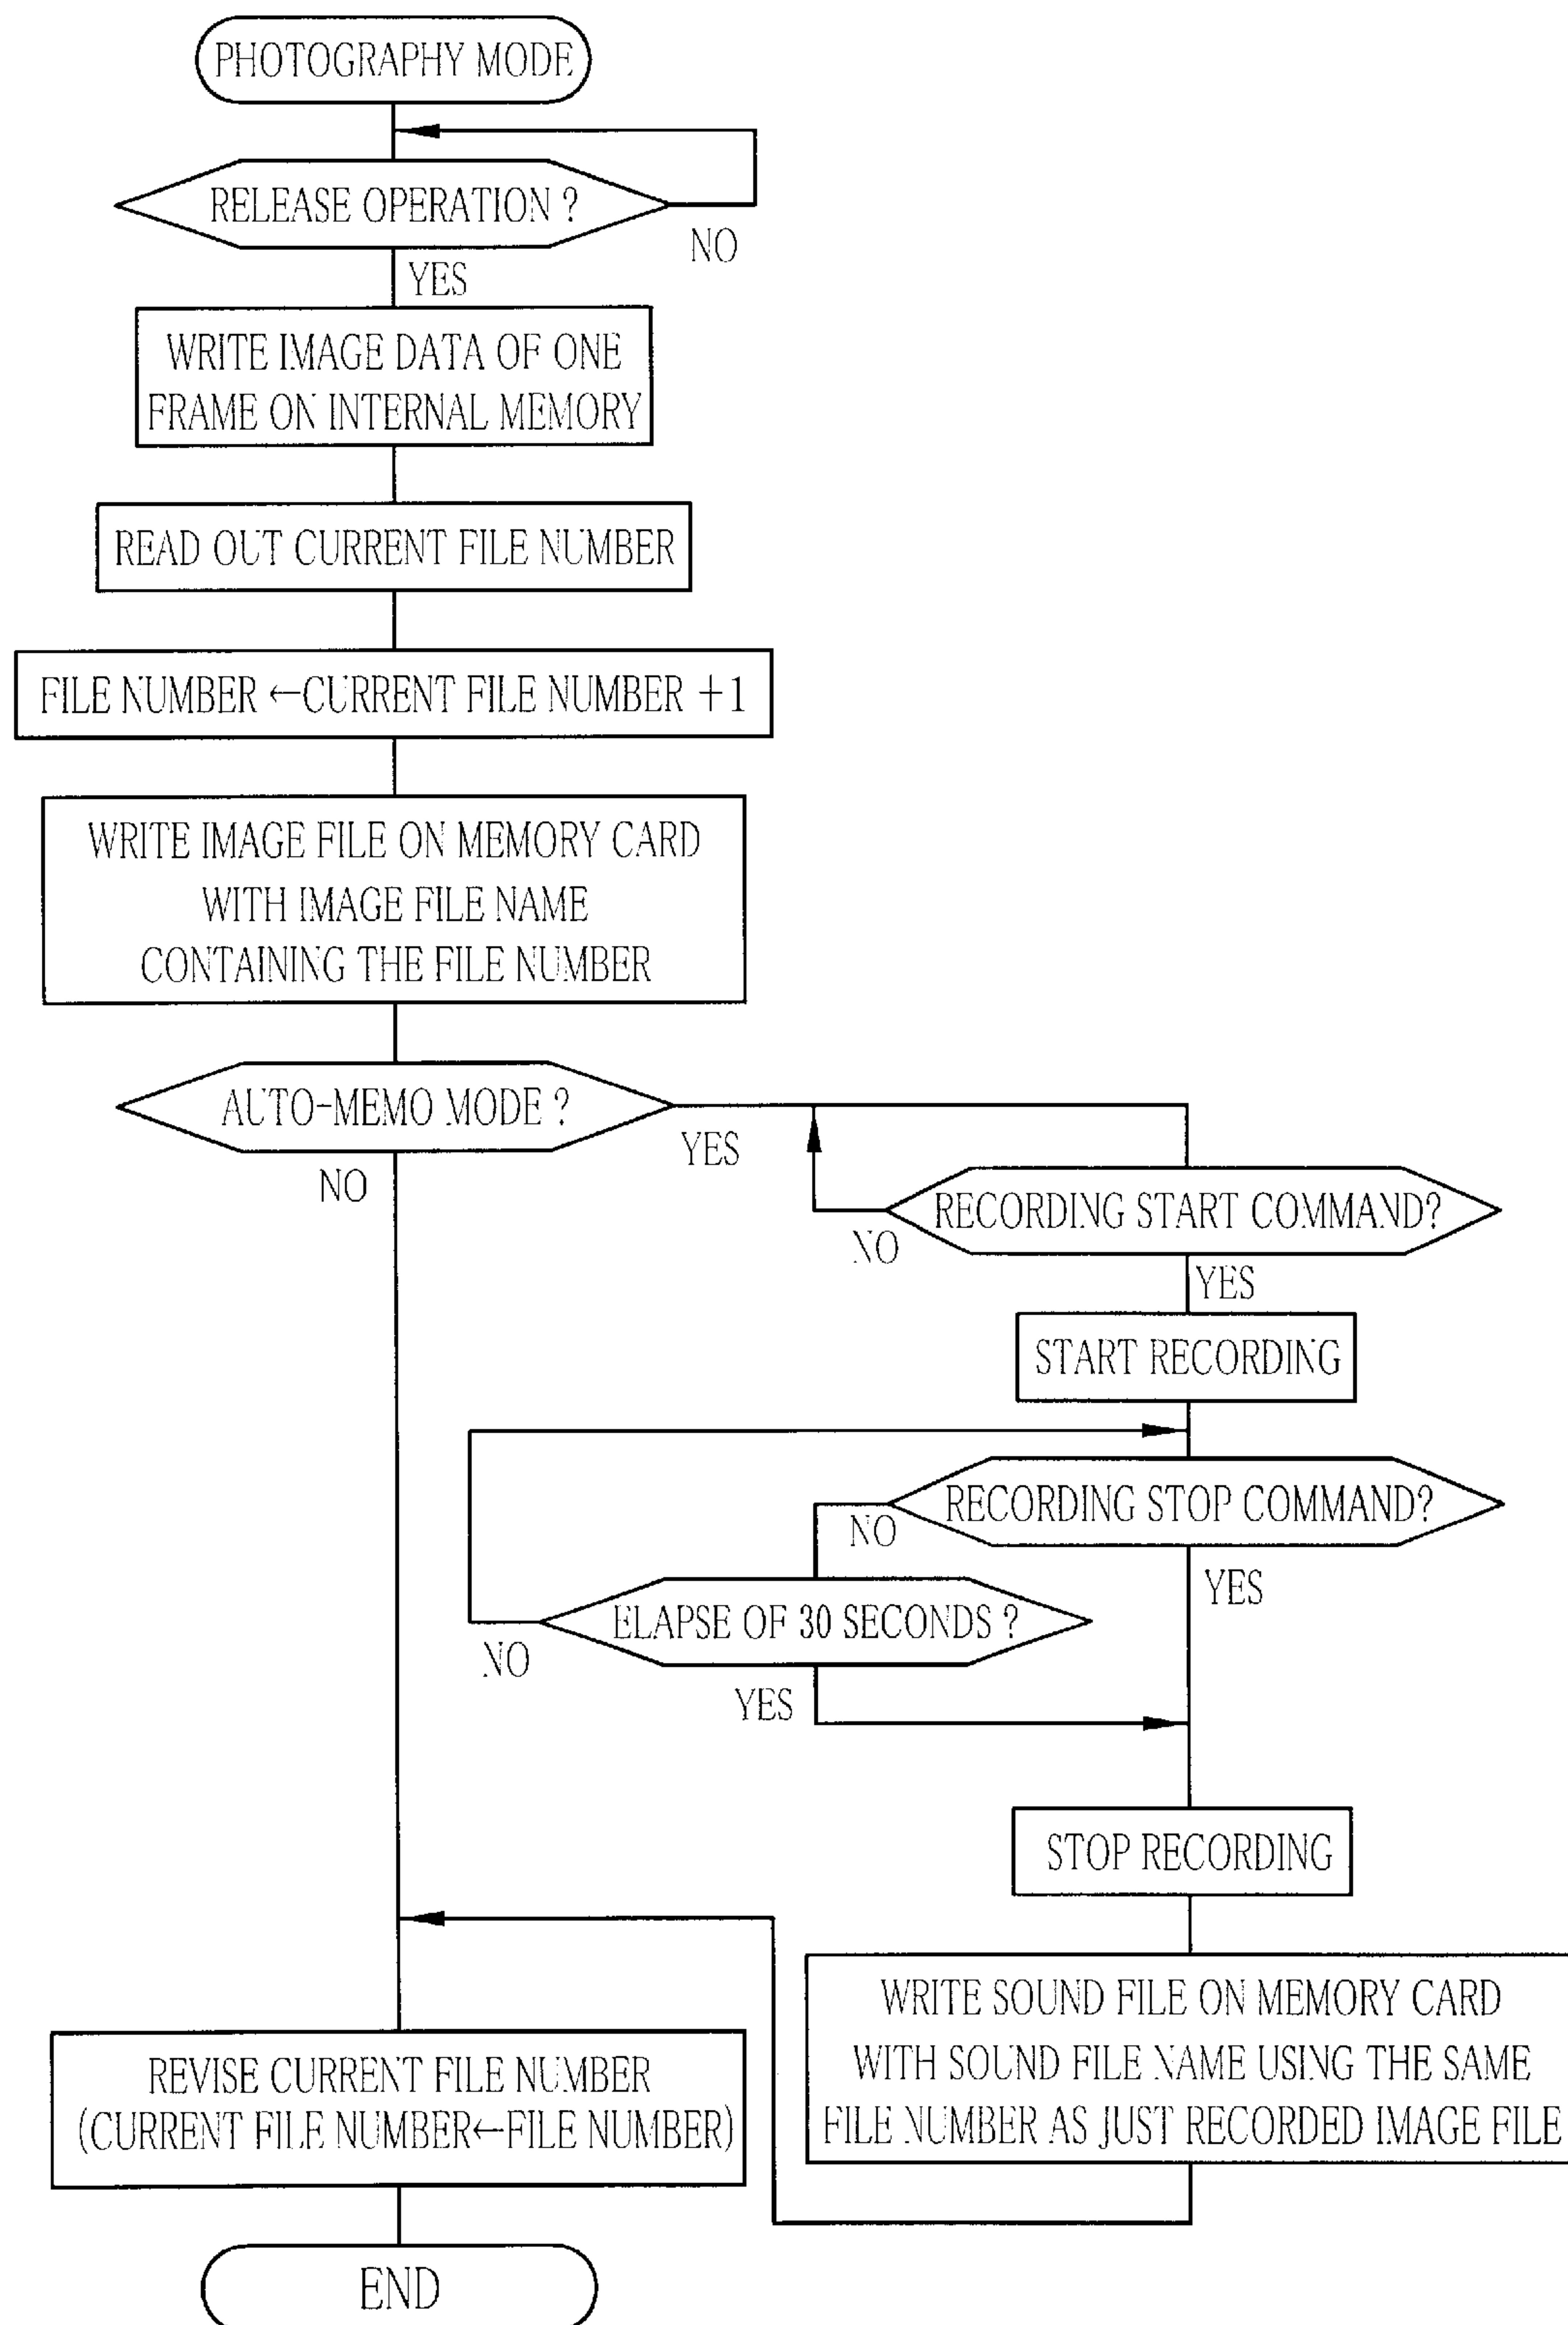 PHOTOGRAPHY MODE
RELEASE OPERATION ?
NO
YES
WRITE IMAGE DATA OF ONE
FRAME ON INTERNAL MEMORY
READ OUT CURRENT FILE NUMBER
FILE NUMBER ←CURRENT FILE NUMBER +1
WRITE IMAGE FILE ON MEMORY CARD
WITH IMAGE FILE NAME
CONTAINING THE FILE NUMBER
AUTO-MEMO MODE ?
YES
NO
RECORDING START COMMAND?
NO
YES
START RECORDING
RECORDING STOP COMMAND?
NO
YES
ELAPSE OF 30 SECONDS ?
NO
YES
STOP RECORDING
WRITE SOUND FILE ON MEMORY CARD
WITH SOUND FILE NAME USING THE SAME
FILE NUMBER AS JUST RECORDED IMAGE FILE
REVISE CURRENT FILE NUMBER
(CURRENT FILE NUMBER←FILE NUMBER)
END